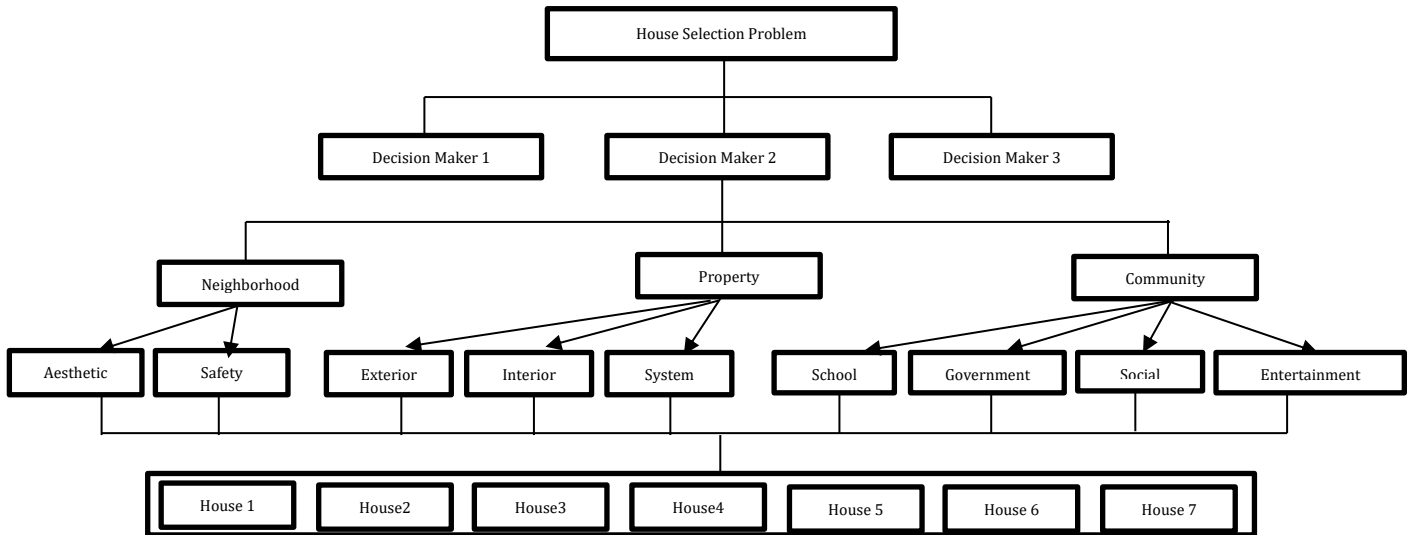 House Selection Problem
Decision Maker 1
Decision Maker 2
Decision Maker 3
Neighborhood
Property
Community
Aesthetic
Safety
Exterior
Interior
System
School
Government
Social
Entertainment
House 1
House2
House3
House4
House 5
House 6
House 7